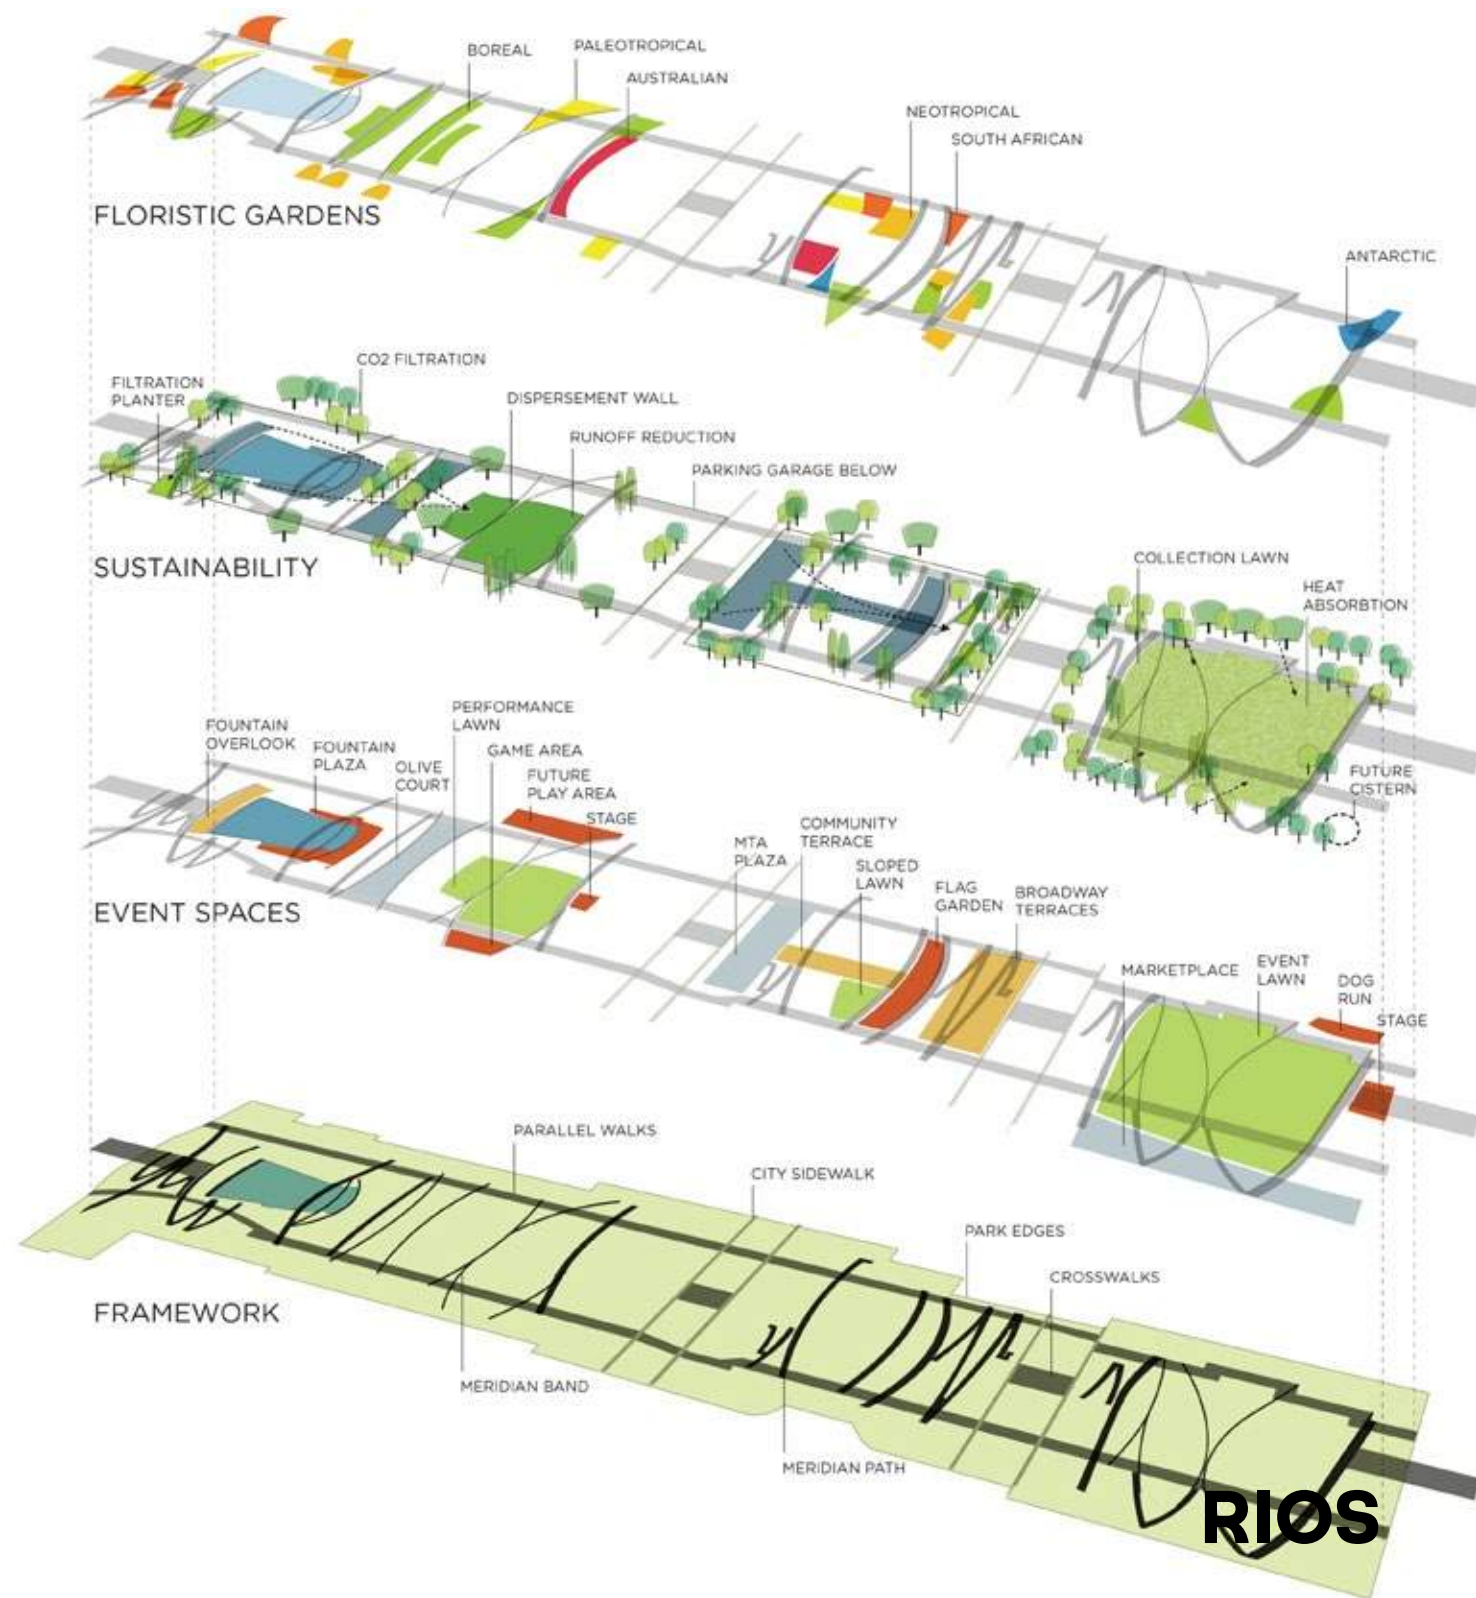 BOREAL
PALEOTROPICAL
AUSTRALIAN
NEOTROPICAL
SOUTH AFRICAN
FLORISTIC GARDENS
ANTARCTIC
CO2 FILTRATION
FILTRATION
PLANTER
DISPERSEMENT WALL
RUNOFF REDUCTION
PARKING GARAGE BELOW
SUSTAINABILITY
COLLECTION LAWN
HEAT
ABSORBTION
FUTURE
CISTERN
PERFORMANCE
LAWN
FOUNTAIN
OVERLOOK
FOUNTAIN
PLAZA
GAME AREA
OLIVE
COURT
FUTURE
PLAY AREA
STAGE
COMMUNITY
TERRACE
MTA
PLAZA
SLOPED
LAWN
FLAG
GARDEN
BROADWAY
TERRACES
EVENT SPACES
MARKETPLACE
EVENT
LAWN
DOG
RUN
STAGE
PARALLEL WALKS
CITY SIDEWALK
PARK EDGES
CROSSWALKS
FRAMEWORK
MERIDIAN BAND
MERIDIAN PATH
RIOS